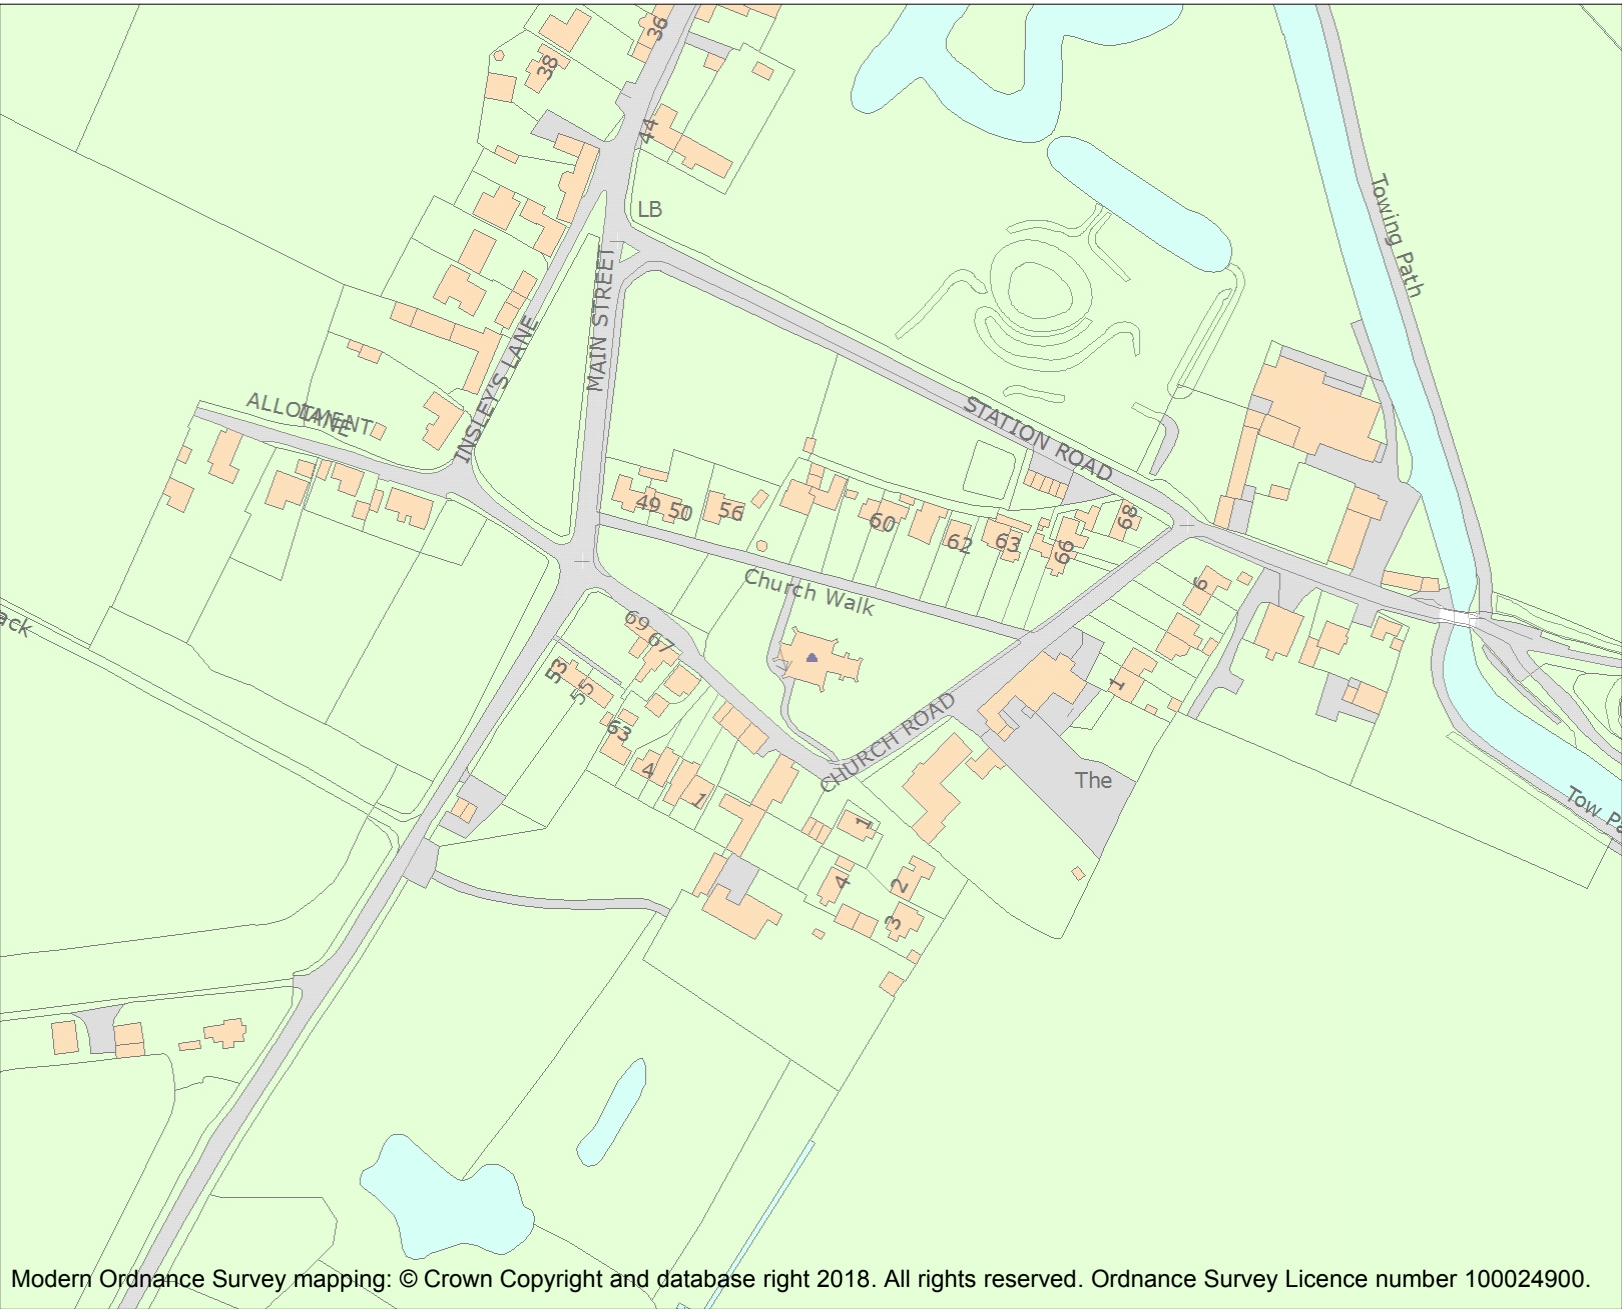 36
38
44
LB
Towing Path
MAIN STREET
INSLEY'S LANE
ALLOTMENT
LANE
STATION ROAD
49 50
56
60
62
63
66
68
6
Church Walk
ack
69
67
53
55
63
4
1
1
CHURCH ROAD
The
Tow Pa
1
4
2
3
Modern Ordnance Survey mapping: © Crown Copyright and database right 2018. All rights reserved. Ordnance Survey Licence number 100024900.